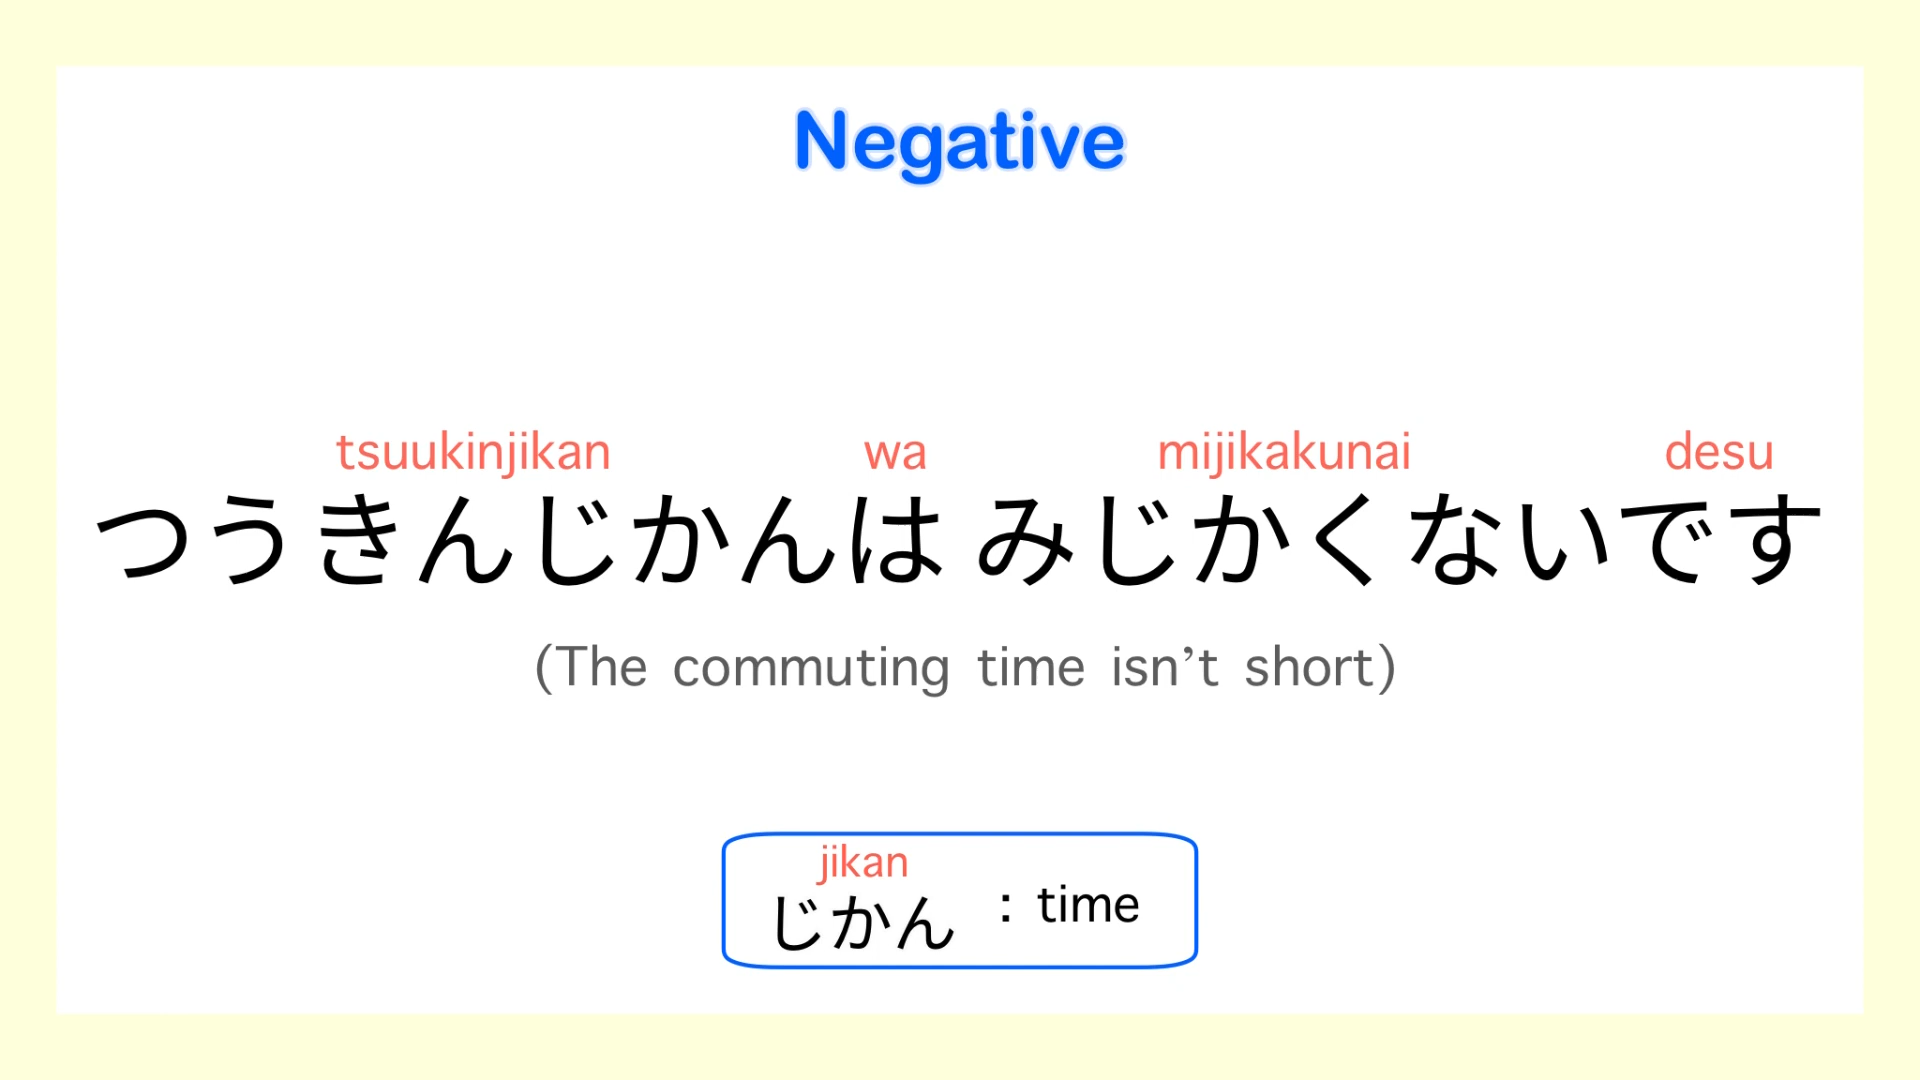 Negative
tsuukinjikan wa mijikakunai desu
つうきんじかんは みじかくないです
(The commuting time isn’t short)
jikan
じかん : time